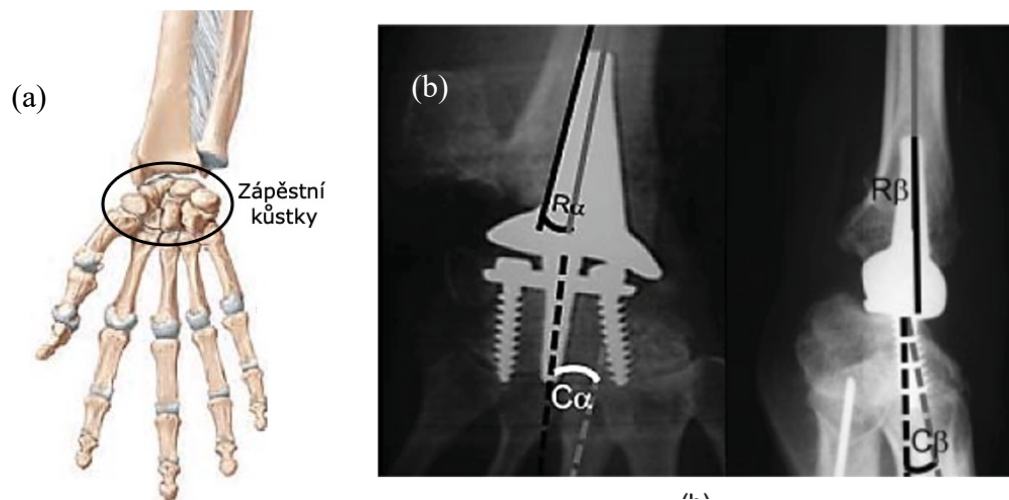 (a)
Zápěstní
kůstky
(b)
Rα
Cα
Rβ
Cβ